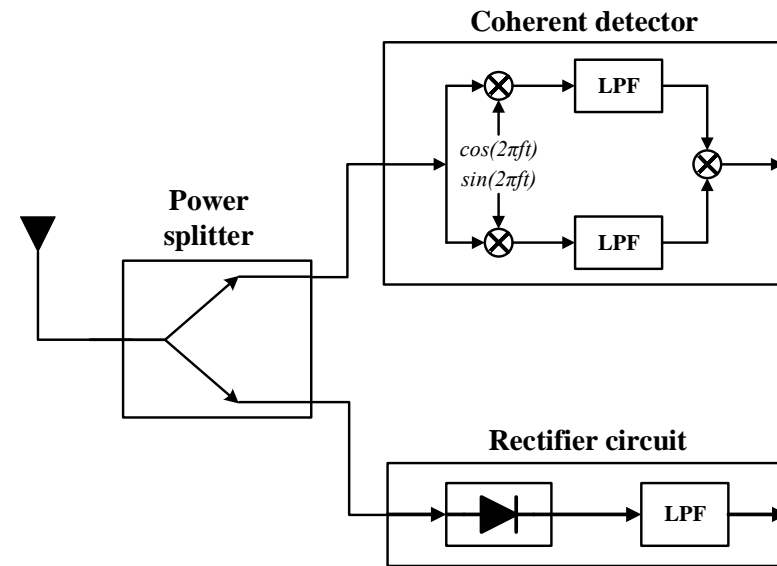 Coherent detector
LPF
cos(2πft)
sin(2πft)
LPF
Power
splitter
Rectifier circuit
LPF